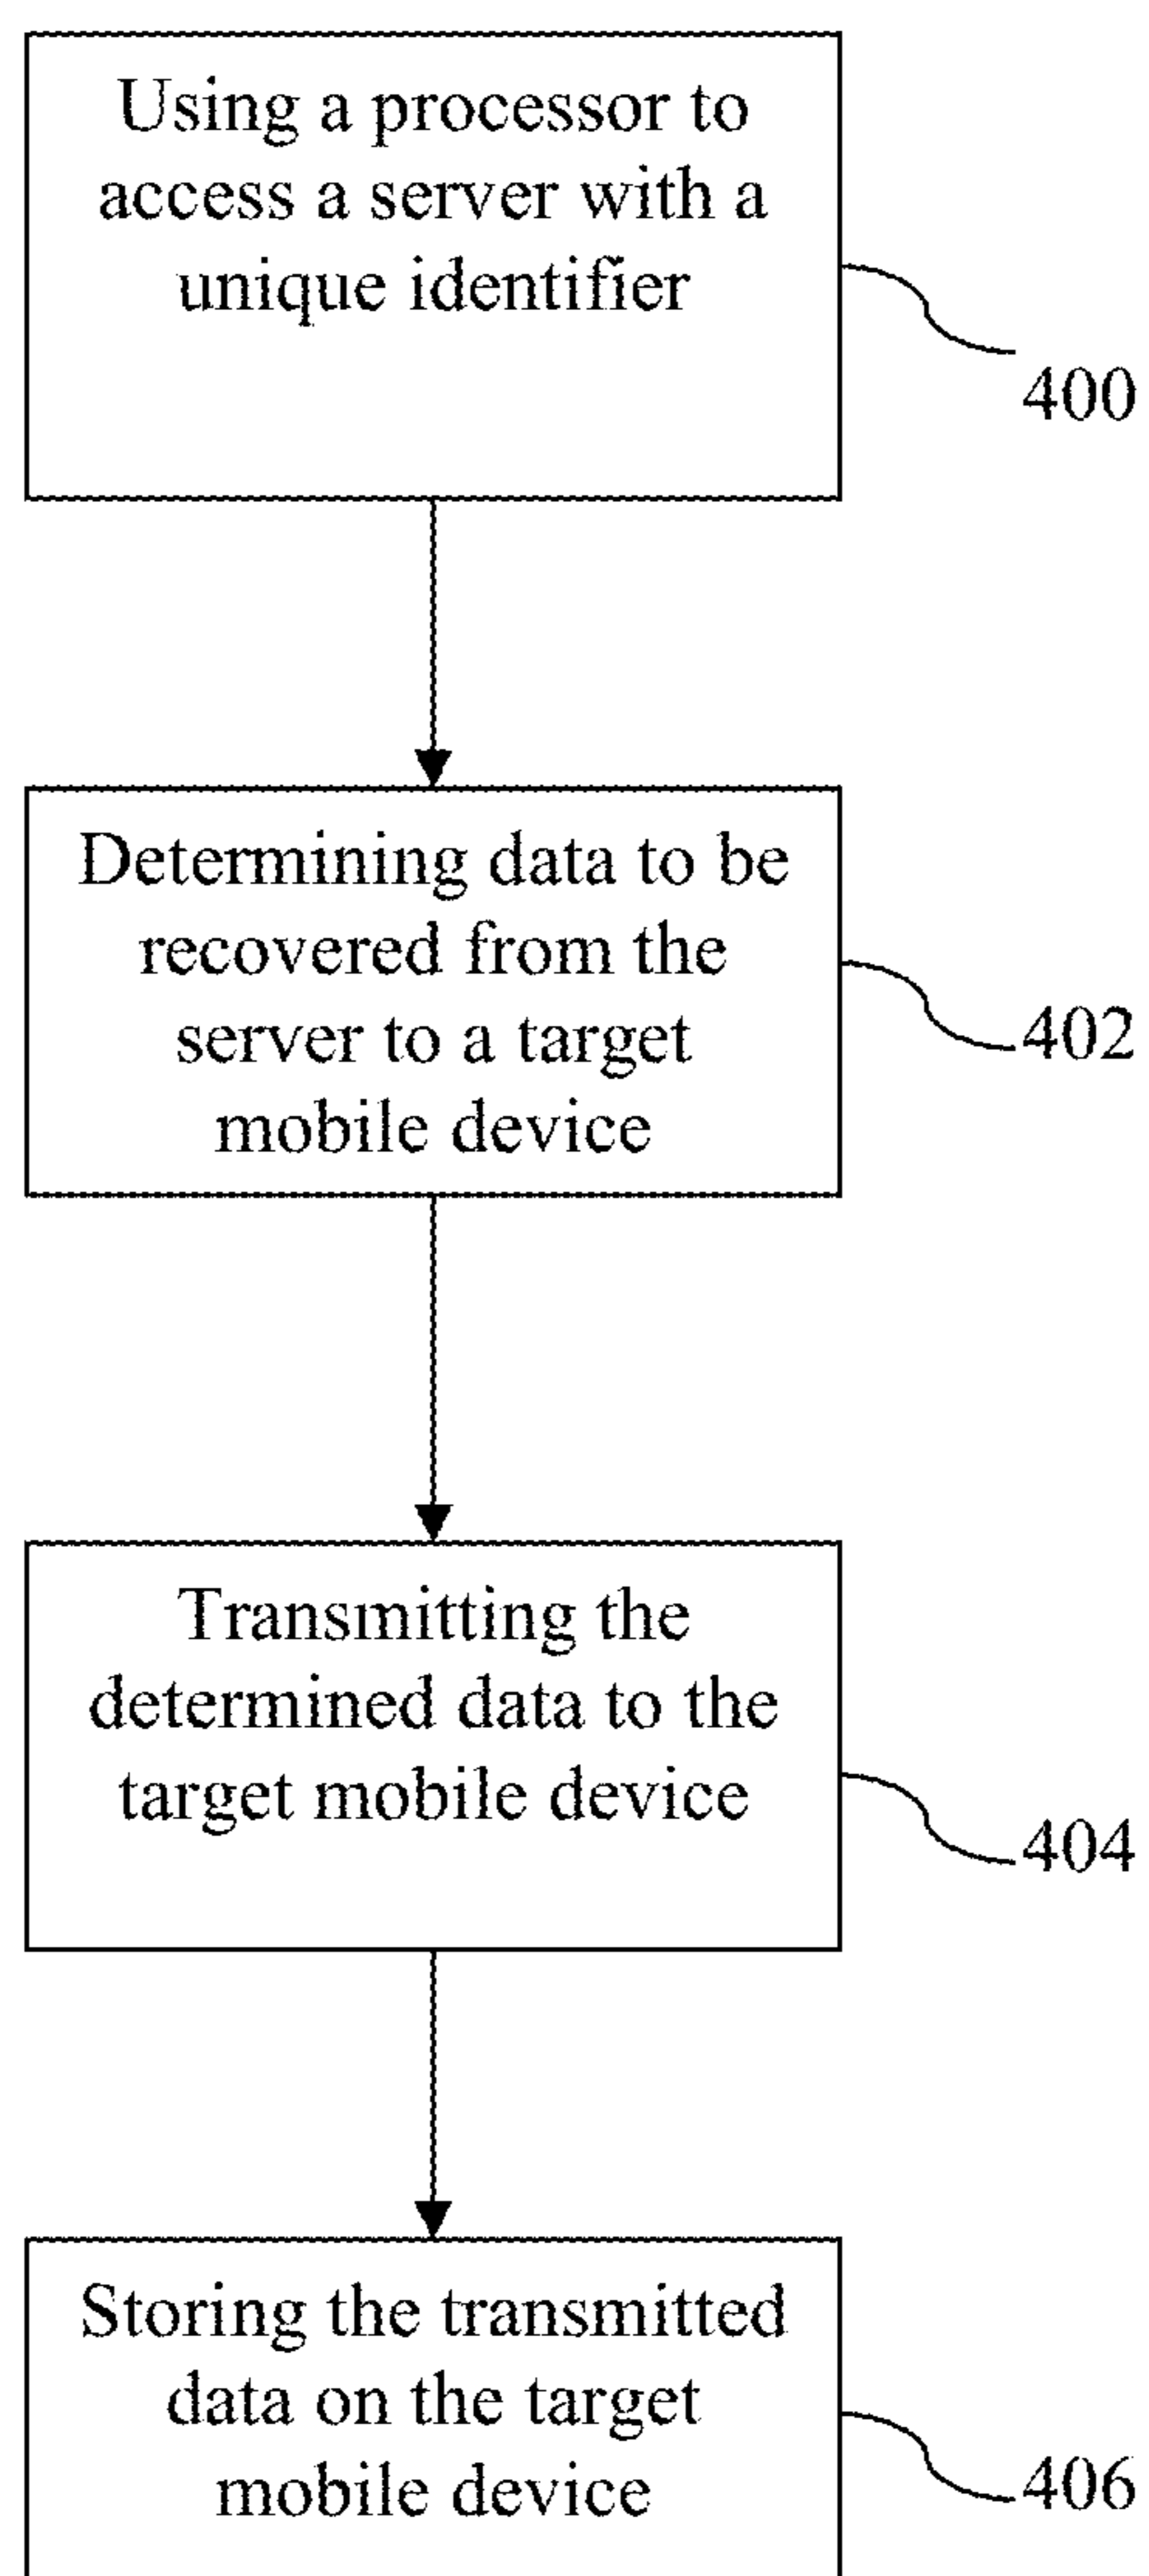 Using a processor to
access a server with a
unique identifier
400
Determining data to be
recovered from the
server to a target
mobile device
402
Transmitting the
determined data to the
target mobile device
404
Storing the transmitted
data on the target
mobile device
406